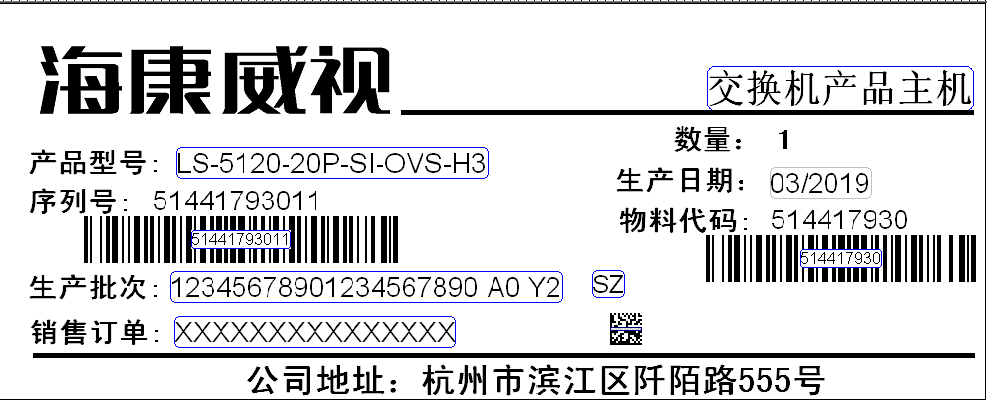 海康威视
交换机产品主机
数量： 1
产品型号: LS-5120-20P-SI-OVS-H3
生产日期: 03/2019
序列号: 51441793011
物料代码: 514417930
51441793011
514417930
生产批次: 12345678901234567890 A0 Y2 SZ
销售订单: XXXXXXXXXXXXXXX
公司地址：杭州市滨江区阡陌路555号